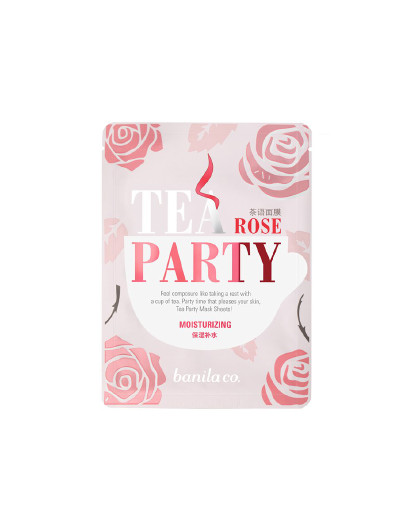 TEA
茶语面膜
ROSE
PARTY
Feel composure like taking a rest with
a cup of tea. Party time that pleases your skin,
Tea Party Mask Sheets!
MOISTURIZING
保湿补水
banila co.